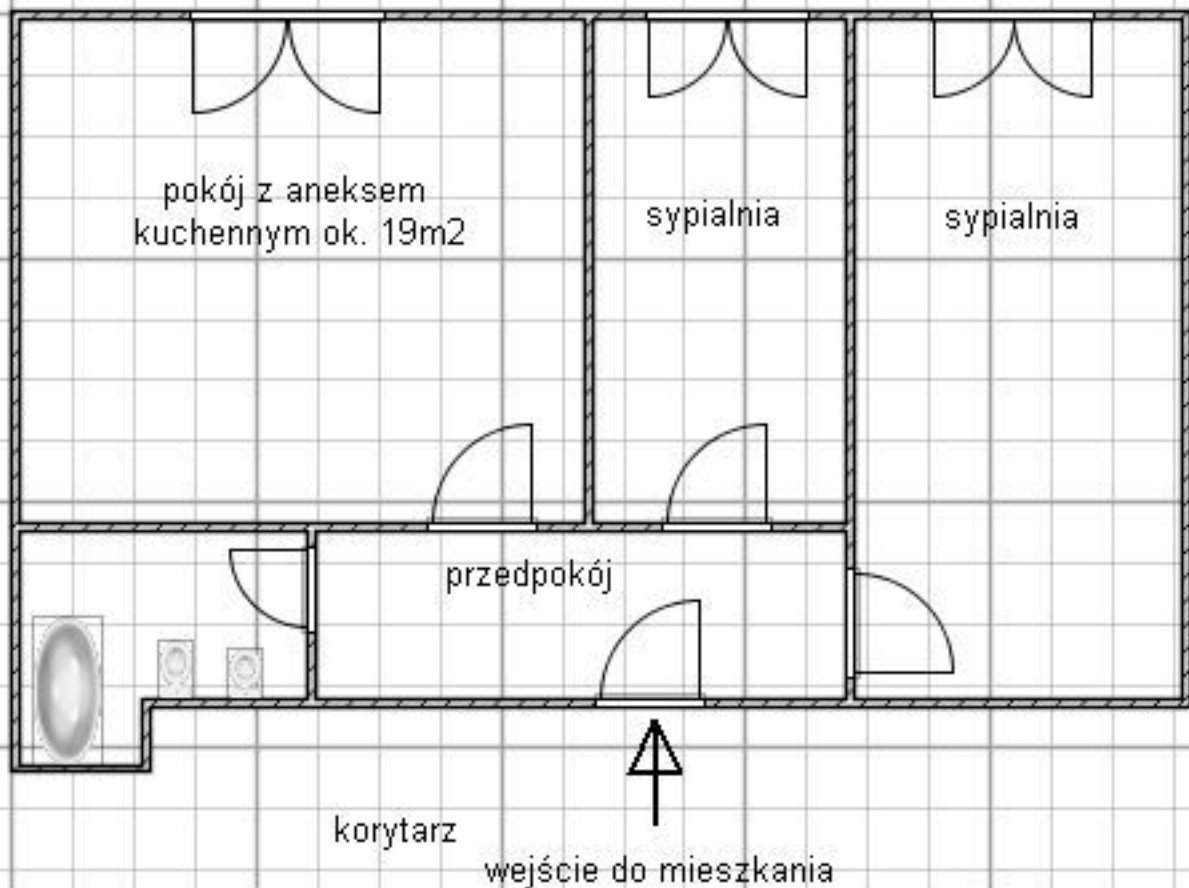 pokój z aneksem
kuchennym ok. 19m2
sypialnia
sypialnia
przedpokój
korytarz
wejście do mieszkania